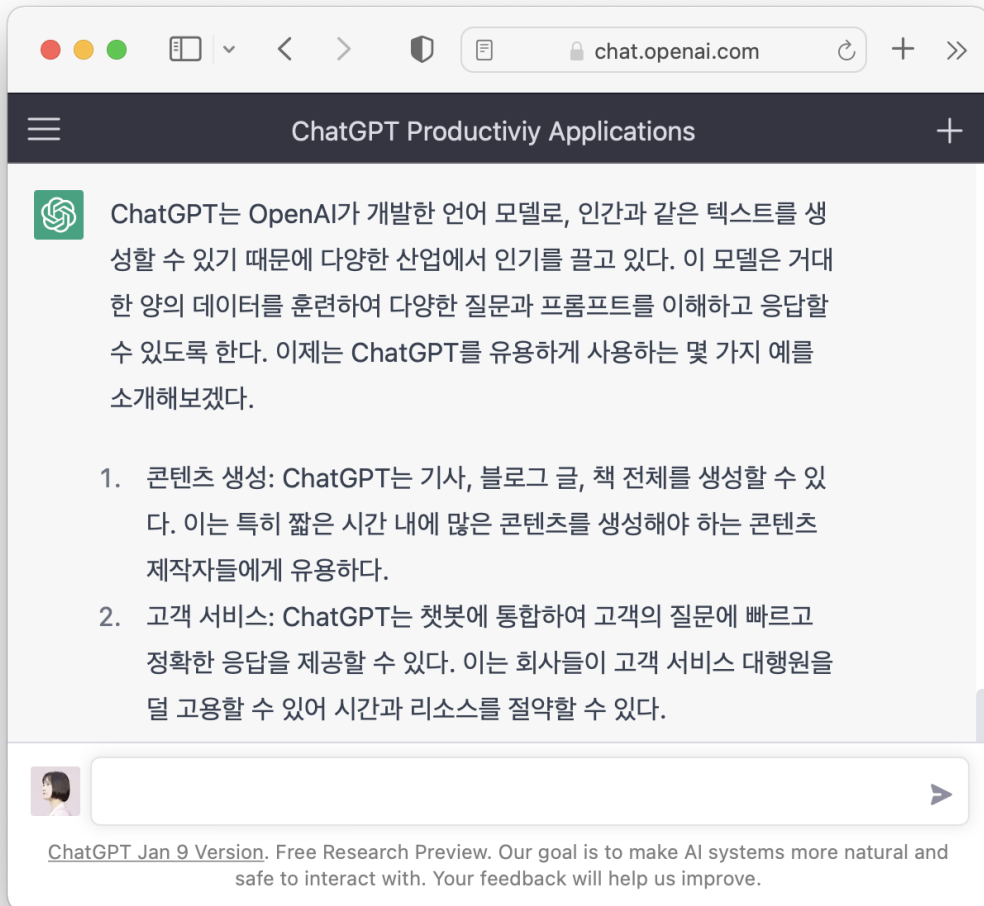 chat.openai.com
ChatGPT Productiviy Applications
ChatGPT는 OpenAI가 개발한 언어 모델로, 인간과 같은 텍스트를 생
성할 수 있기 때문에 다양한 산업에서 인기를 끌고 있다. 이 모델은 거대
한 양의 데이터를 훈련하여 다양한 질문과 프롬프트를 이해하고 응답할
수 있도록 한다. 이제는 ChatGPT를 유용하게 사용하는 몇 가지 예를
소개해보겠다.
1. 콘텐츠 생성: ChatGPT는 기사, 블로그 글, 책 전체를 생성할 수 있
다. 이는 특히 짧은 시간 내에 많은 콘텐츠를 생성해야 하는 콘텐츠
제작자들에게 유용하다.
2. 고객 서비스: ChatGPT는 챗봇에 통합하여 고객의 질문에 빠르고
정확한 응답을 제공할 수 있다. 이는 회사들이 고객 서비스 대행원을
덜 고용할 수 있어 시간과 리소스를 절약할 수 있다.
ChatGPT Jan 9 Version. Free Research Preview. Our goal is to make AI systems more natural and
safe to interact with. Your feedback will help us improve.